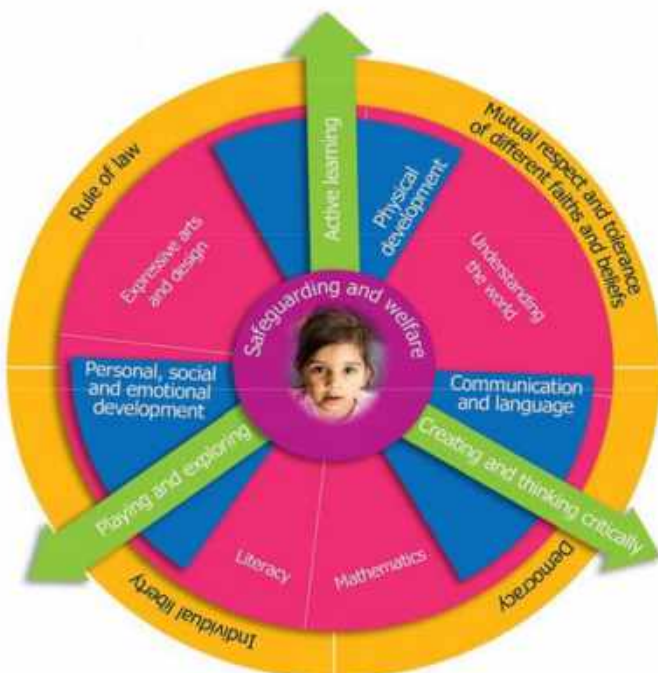 Active learning
Rule of law
Mutual respect and tolerance
of different faiths and beliefs
Expressive arts
and design
Physical
development
Understanding
the world
Safeguarding and welfare
Personal, social
and emotional
development
Communication
and language
Playing and exploring
Creating and thinking critically
Literacy
Mathematics
Individual liberty
Democracy